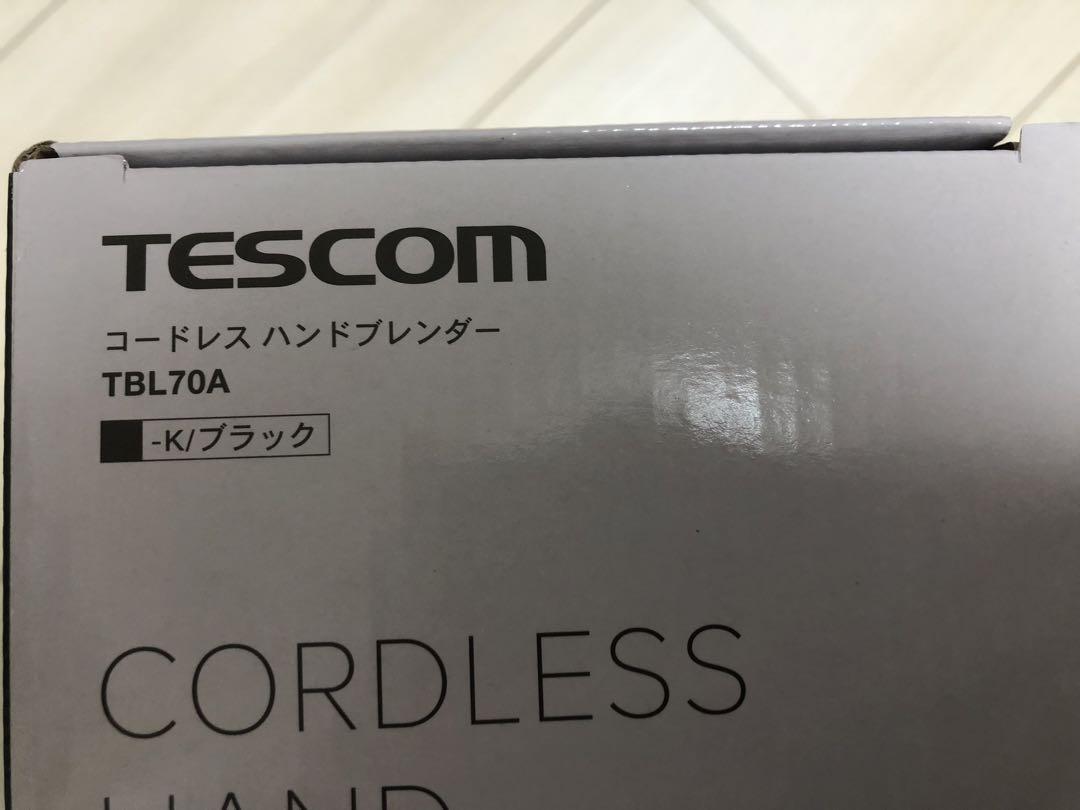 TESCOM
コードレス ハンドブレンダー
TBL70A
-K/ブラック
CORDLESS
HAND